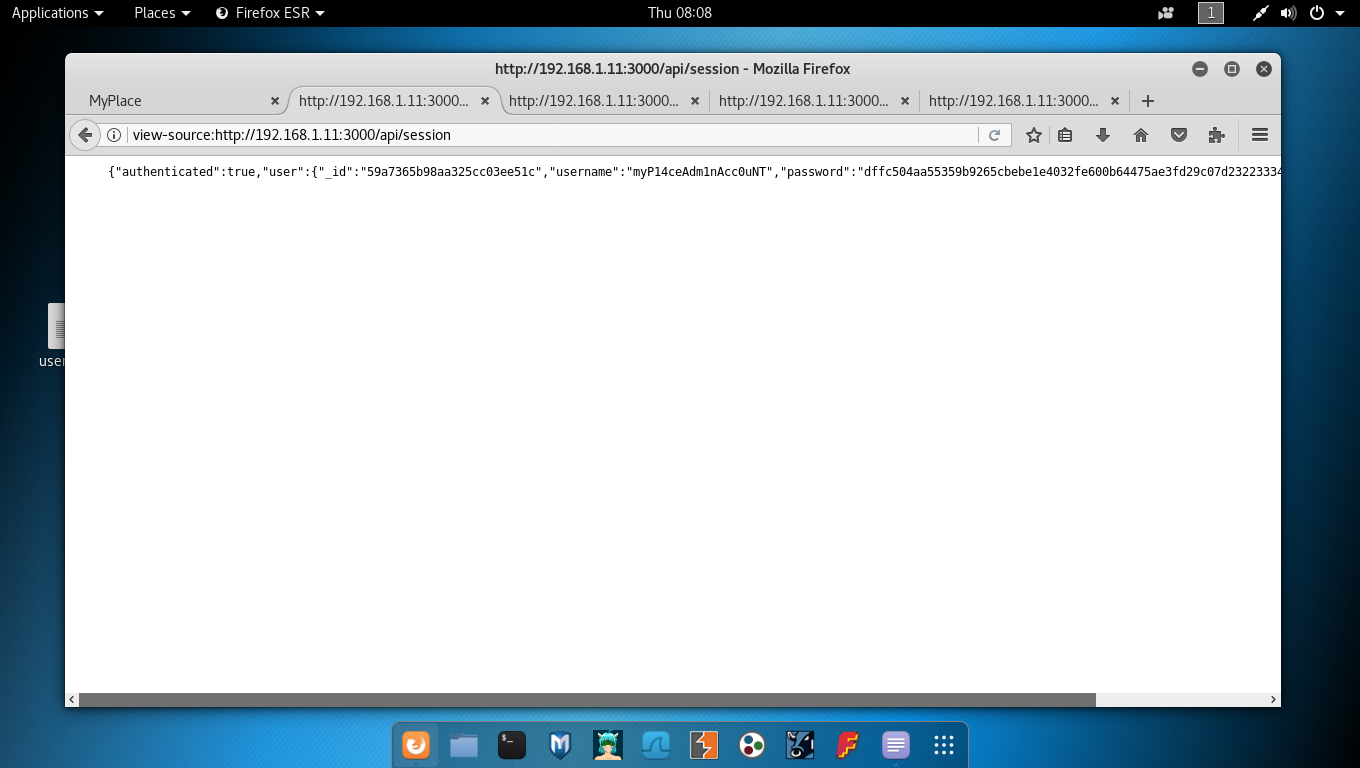 Applications Places Firefox ESR Thu 08:08 1
http://192.168.1.11:3000/api/session - Mozilla Firefox
MyPlace http://192.168.1.11:3000... http://192.168.1.11:3000... http://192.168.1.11:3000... http://192.168.1.11:3000...
view-source:http://192.168.1.11:3000/api/session
{"authenticated":true,"user":{"_id":"59a7365b98aa325cc03ee51c","username":"myP14ceAdm1nAcc0uNT","password":"dffc504aa55359b9265cbebe1e4032fe600b64475ae3fd29c07d23223334
user